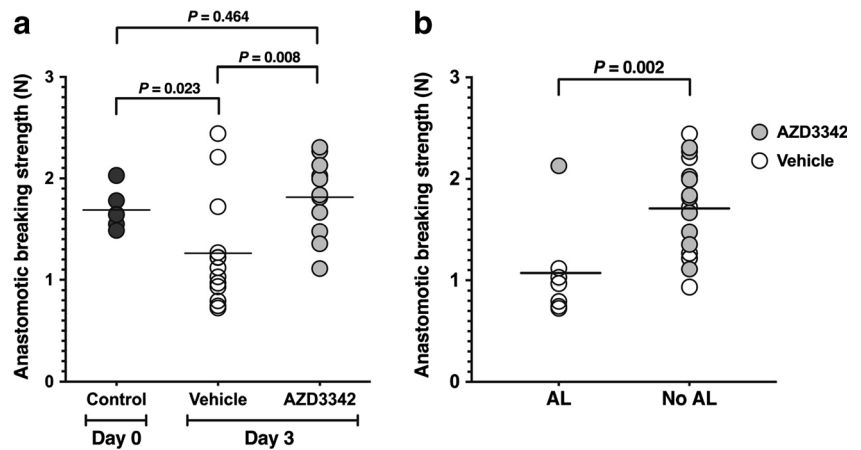 a
P = 0.464
P = 0.008
P = 0.023
Anastomotic breaking strength (N)
3
2
1
0
Control
Vehicle
AZD3342
Day 0
Day 3
b
P = 0.002
Anastomotic breaking strength (N)
3
2
1
0
AL
No AL
AZD3342
Vehicle